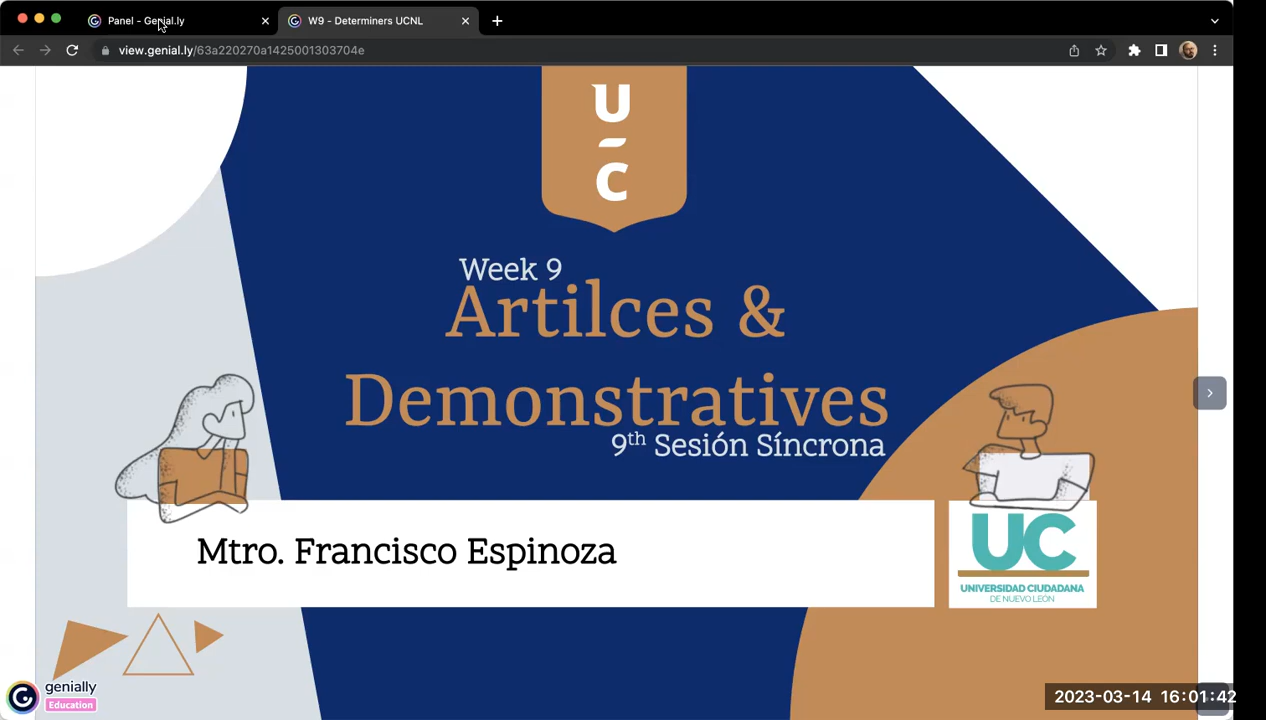 Panel - Genial.ly
W9 - Determiners UCNL
view.genial.ly/63a220270a1425001303704e
U
C
Week 9
Artilces &
Demonstratives
9th Sesión Síncrona
Mtro. Francisco Espinoza
UC
UNIVERSIDAD CIUDADANA
DE NUEVO LEON
genially
Education
2023-03-14 16:01:42